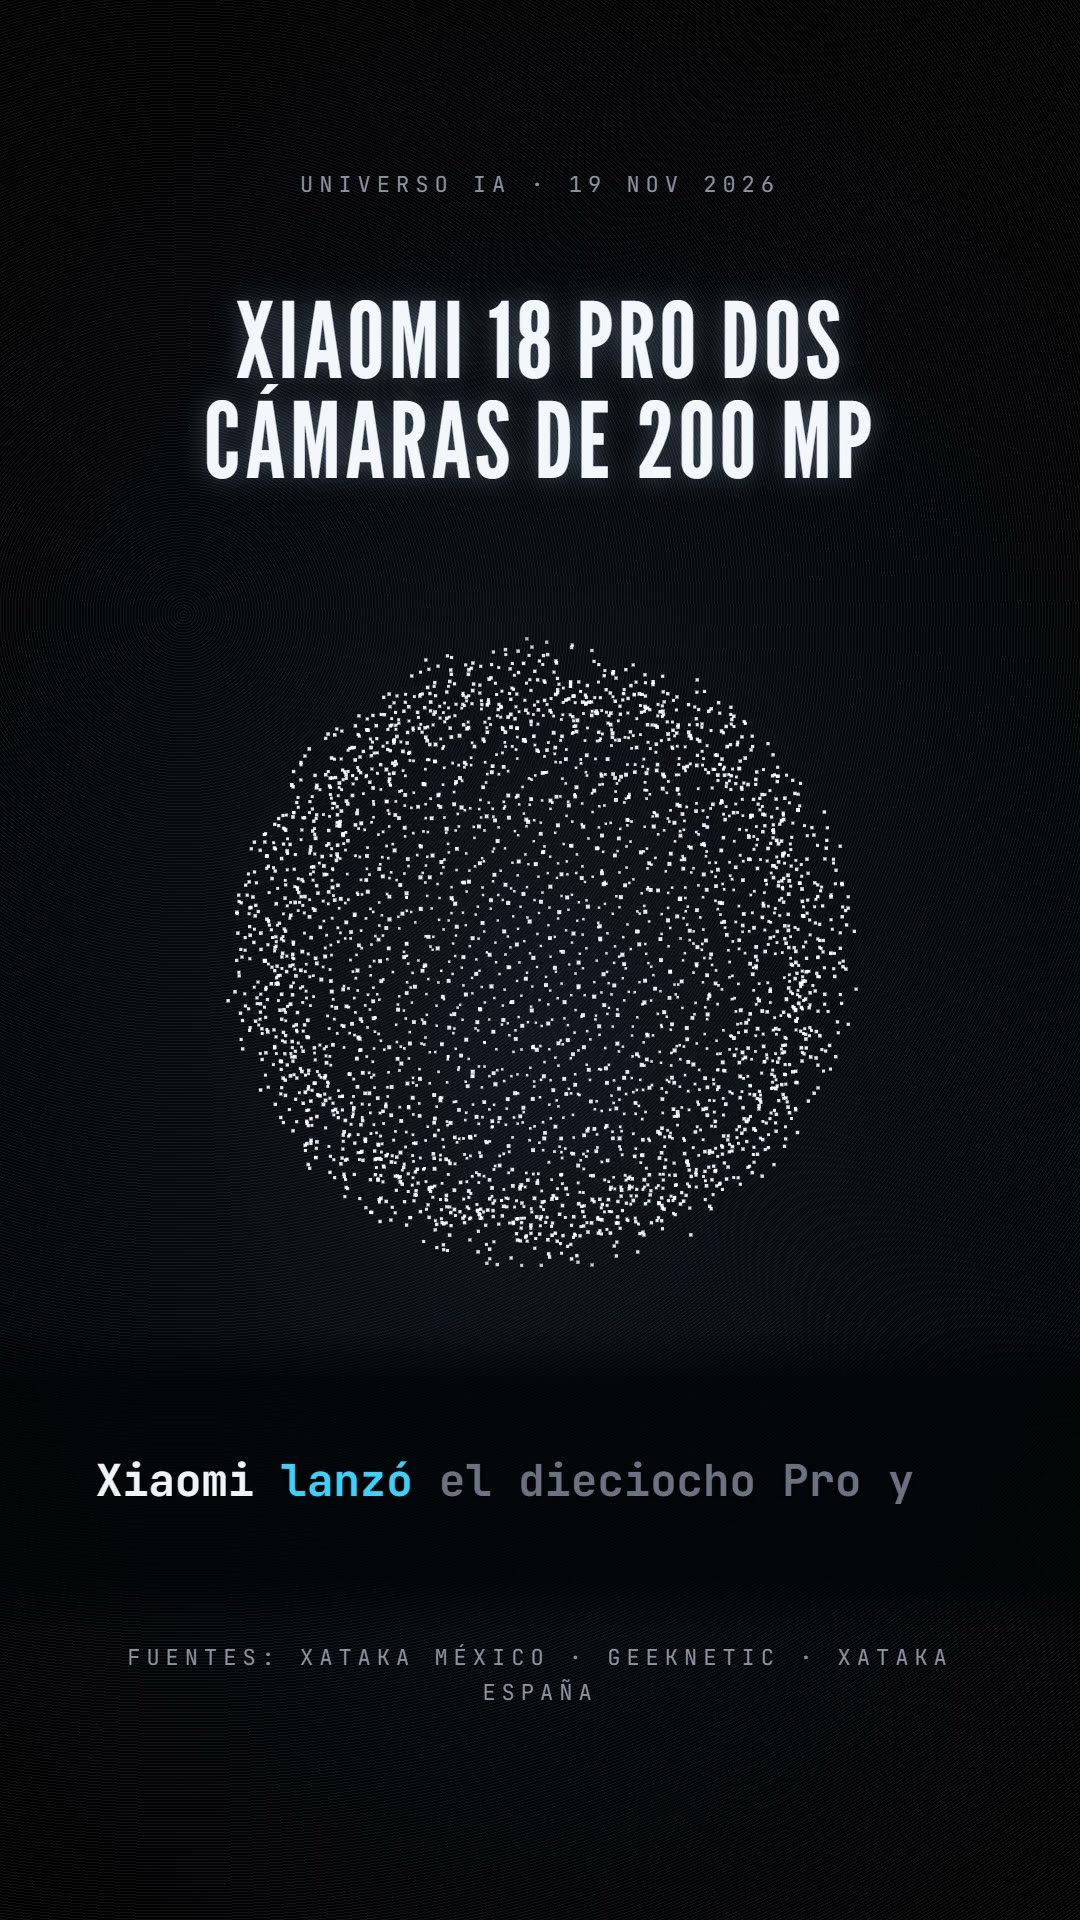 UNIVERSO IA · 19 NOV 2026
XIAOMI 18 PRO DOS
CÁMARAS DE 200 MP
Xiaomi lanzó el dieciocho Pro y
FUENTES: XATAKA MÉXICO · GEEKNETIC · XATAKA
ESPAÑA